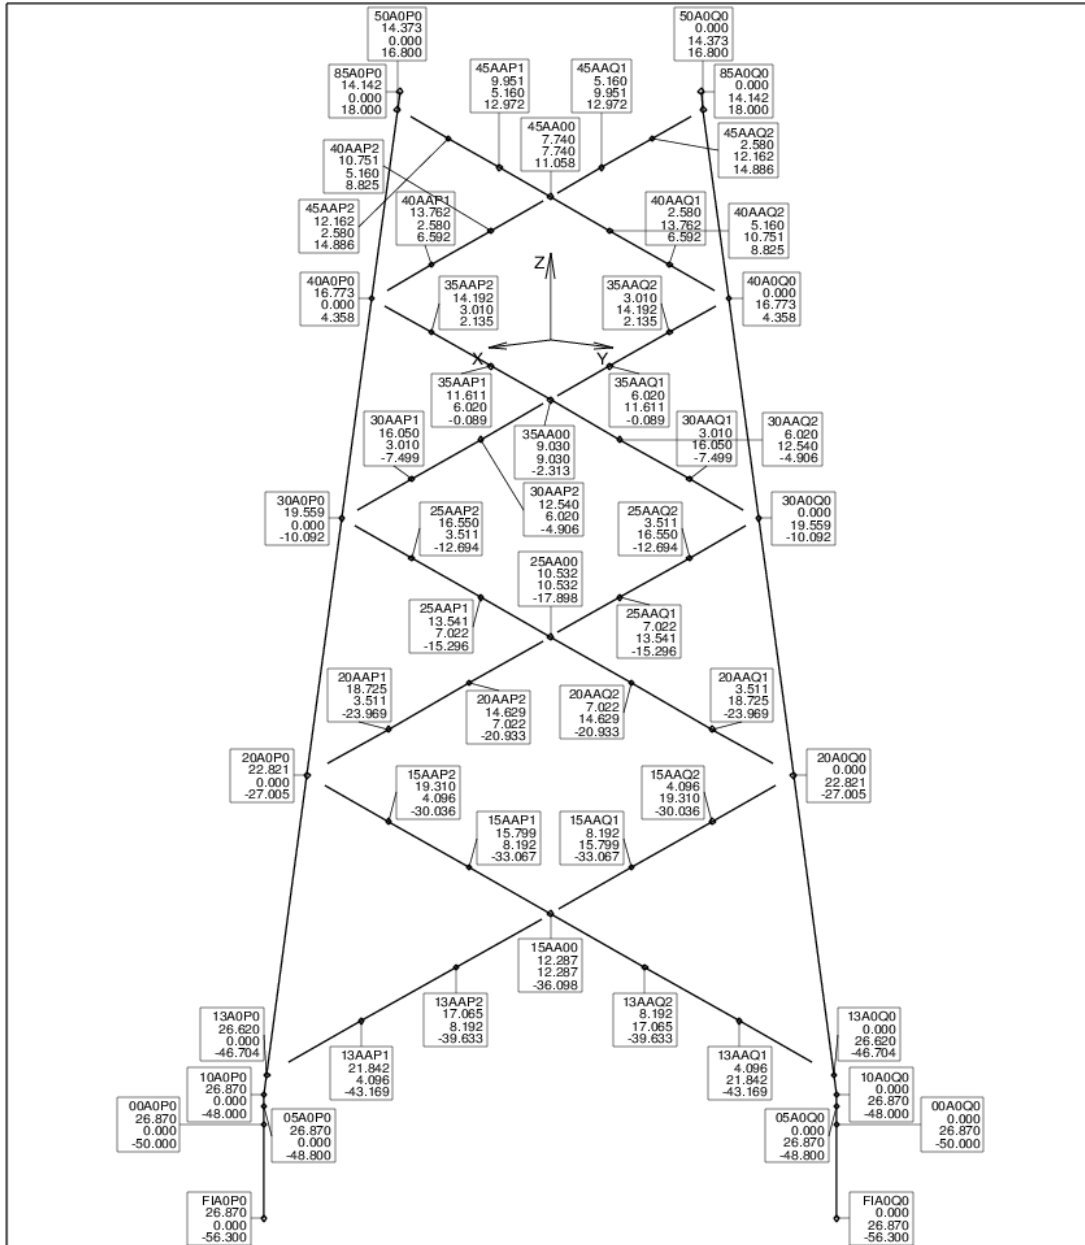 50A0P0
14.373
0.000
16.800
50A0Q0
0.000
14.373
16.800
85A0P0
14.142
0.000
18.000
45AAP1
9.951
5.160
12.972
45AAQ1
5.160
9.951
12.972
85A0Q0
0.000
14.142
18.000
45AA00
7.740
7.740
11.058
45AAQ2
2.580
12.162
14.886
40AAP2
10.751
5.160
8.825
45AAP2
12.162
2.580
14.886
40AAP1
13.762
2.580
6.592
40AAQ1
2.580
13.762
6.592
40AAQ2
5.160
10.751
8.825
Z
40A0P0
16.773
0.000
4.358
35AAP2
14.192
3.010
2.135
35AAQ2
3.010
14.192
2.135
40A0Q0
0.000
16.773
4.358
X
Y
35AAP1
11.611
6.020
-0.089
35AAQ1
6.020
11.611
-0.089
30AAP1
16.050
3.010
-7.499
35AA00
9.030
9.030
-2.313
30AAQ1
3.010
16.050
-7.499
30AAQ2
6.020
12.540
-4.906
30A0P0
19.559
0.000
-10.092
30AAP2
12.540
6.020
-4.906
30A0Q0
0.000
19.559
-10.092
25AAP2
16.550
3.511
-12.694
25AAQ2
3.511
16.550
-12.694
25AA00
10.532
10.532
-17.898
25AAP1
13.541
7.022
-15.296
25AAQ1
7.022
13.541
-15.296
20AAP1
18.725
3.511
-23.969
20AAP2
14.629
7.022
-20.933
20AAQ2
7.022
14.629
-20.933
20AAQ1
3.511
18.725
-23.969
20A0P0
22.821
0.000
-27.005
20A0Q0
0.000
22.821
-27.005
15AAP2
19.310
4.096
-30.036
15AAQ2
4.096
19.310
-30.036
15AAP1
15.799
8.192
-33.067
15AAQ1
8.192
15.799
-33.067
15AA00
12.287
12.287
-36.098
13AAP2
17.065
8.192
-39.633
13AAQ2
8.192
17.065
-39.633
13A0P0
26.620
0.000
-46.704
13A0Q0
0.000
26.620
-46.704
13AAP1
21.842
4.096
-43.169
13AAQ1
4.096
21.842
-43.169
10A0P0
26.870
0.000
-48.000
10A0Q0
0.000
26.870
-48.000
00A0P0
26.870
0.000
-50.000
05A0P0
26.870
0.000
-48.800
05A0Q0
0.000
26.870
-48.800
00A0Q0
0.000
26.870
-50.000
FIA0P0
26.870
0.000
-56.300
FIA0Q0
0.000
26.870
-56.300